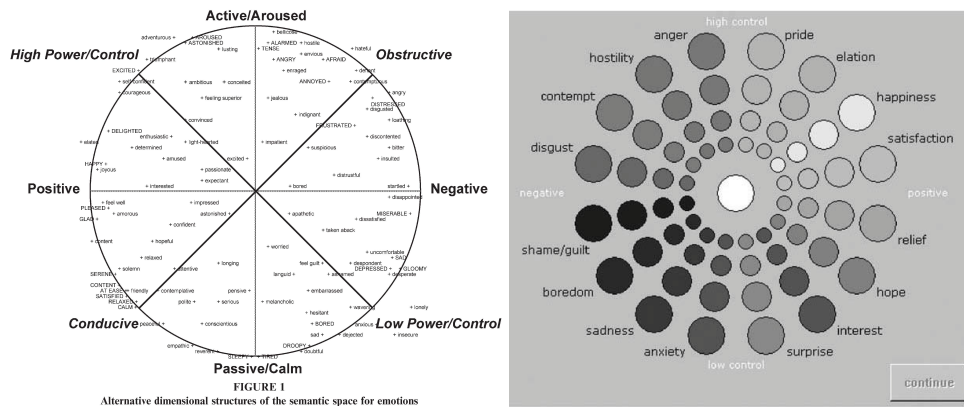 Active/Aroused
+ bellicose
adventurous +
+ AROUSED
+ ASTONISHED
+ ALARMED
+ hostile
+ hateful
+ lusting
+ TENSE
+ envious
High Power/Control
Obstructive
+ triumphant
+ ANGRY
+ AFRAID
EXCITED +
+ enraged
+ defiant
+ self-confident
+ ambitious
+ conceited
ANNOYED +
+ contemptuous
+ courageous
+ angry
+ feeling superior
+ jealous
DISTRESSED
+ disgusted
+ indignant
+ loathing
+ convinced
FRUSTRATED +
+ DELIGHTED
enthusiastic +
+ discontented
+ elated
+ determined
+ light-hearted
+ impatient
+ suspicious
+ bitter
+ amused
excited +
+ insulted
HAPPY +
+ joyous
+ passionate
+ distrustful
+ expectant
Positive
+ interested
+ bored
startled +
Negative
+ disappointed
+ feel well
+ impressed
PLEASED +
+ amorous
astonished +
+ apathetic
MISERABLE +
GLAD +
+ dissatisfied
+ confident
+ taken aback
+ content
+ hopeful
+ worried
+ uncomfortable
+ relaxed
+ SAD
+ longing
feel guilt +
+ despondent
+ solemn
+ attentive
DEPRESSED +
+ GLOOMY
SERENE +
languid +
+ ashamed
+ desperate
CONTENT
AT EASE
+ friendly
+ contemplative
pensive +
+ embarrassed
SATISFIED +
RELAXED
polite +
+ serious
+ melancholic
+ wavering
+ lonely
CALM +
+ hesitant
Conducive
peaceful +
+ conscientious
+ BORED
anxious
Low Power/Control
sad +
+ dejected
+ insecure
empathic +
DROOPY +
reverent +
+ doubtful
SLEEPY +
+ TIRED
Passive/Calm
FIGURE 1
Alternative dimensional structures of the semantic space for emotions
high control
anger
pride
hostility
elation
contempt
happiness
disgust
satisfaction
negative
positive
shame/guilt
relief
boredom
hope
sadness
interest
anxiety
surprise
low control
continue